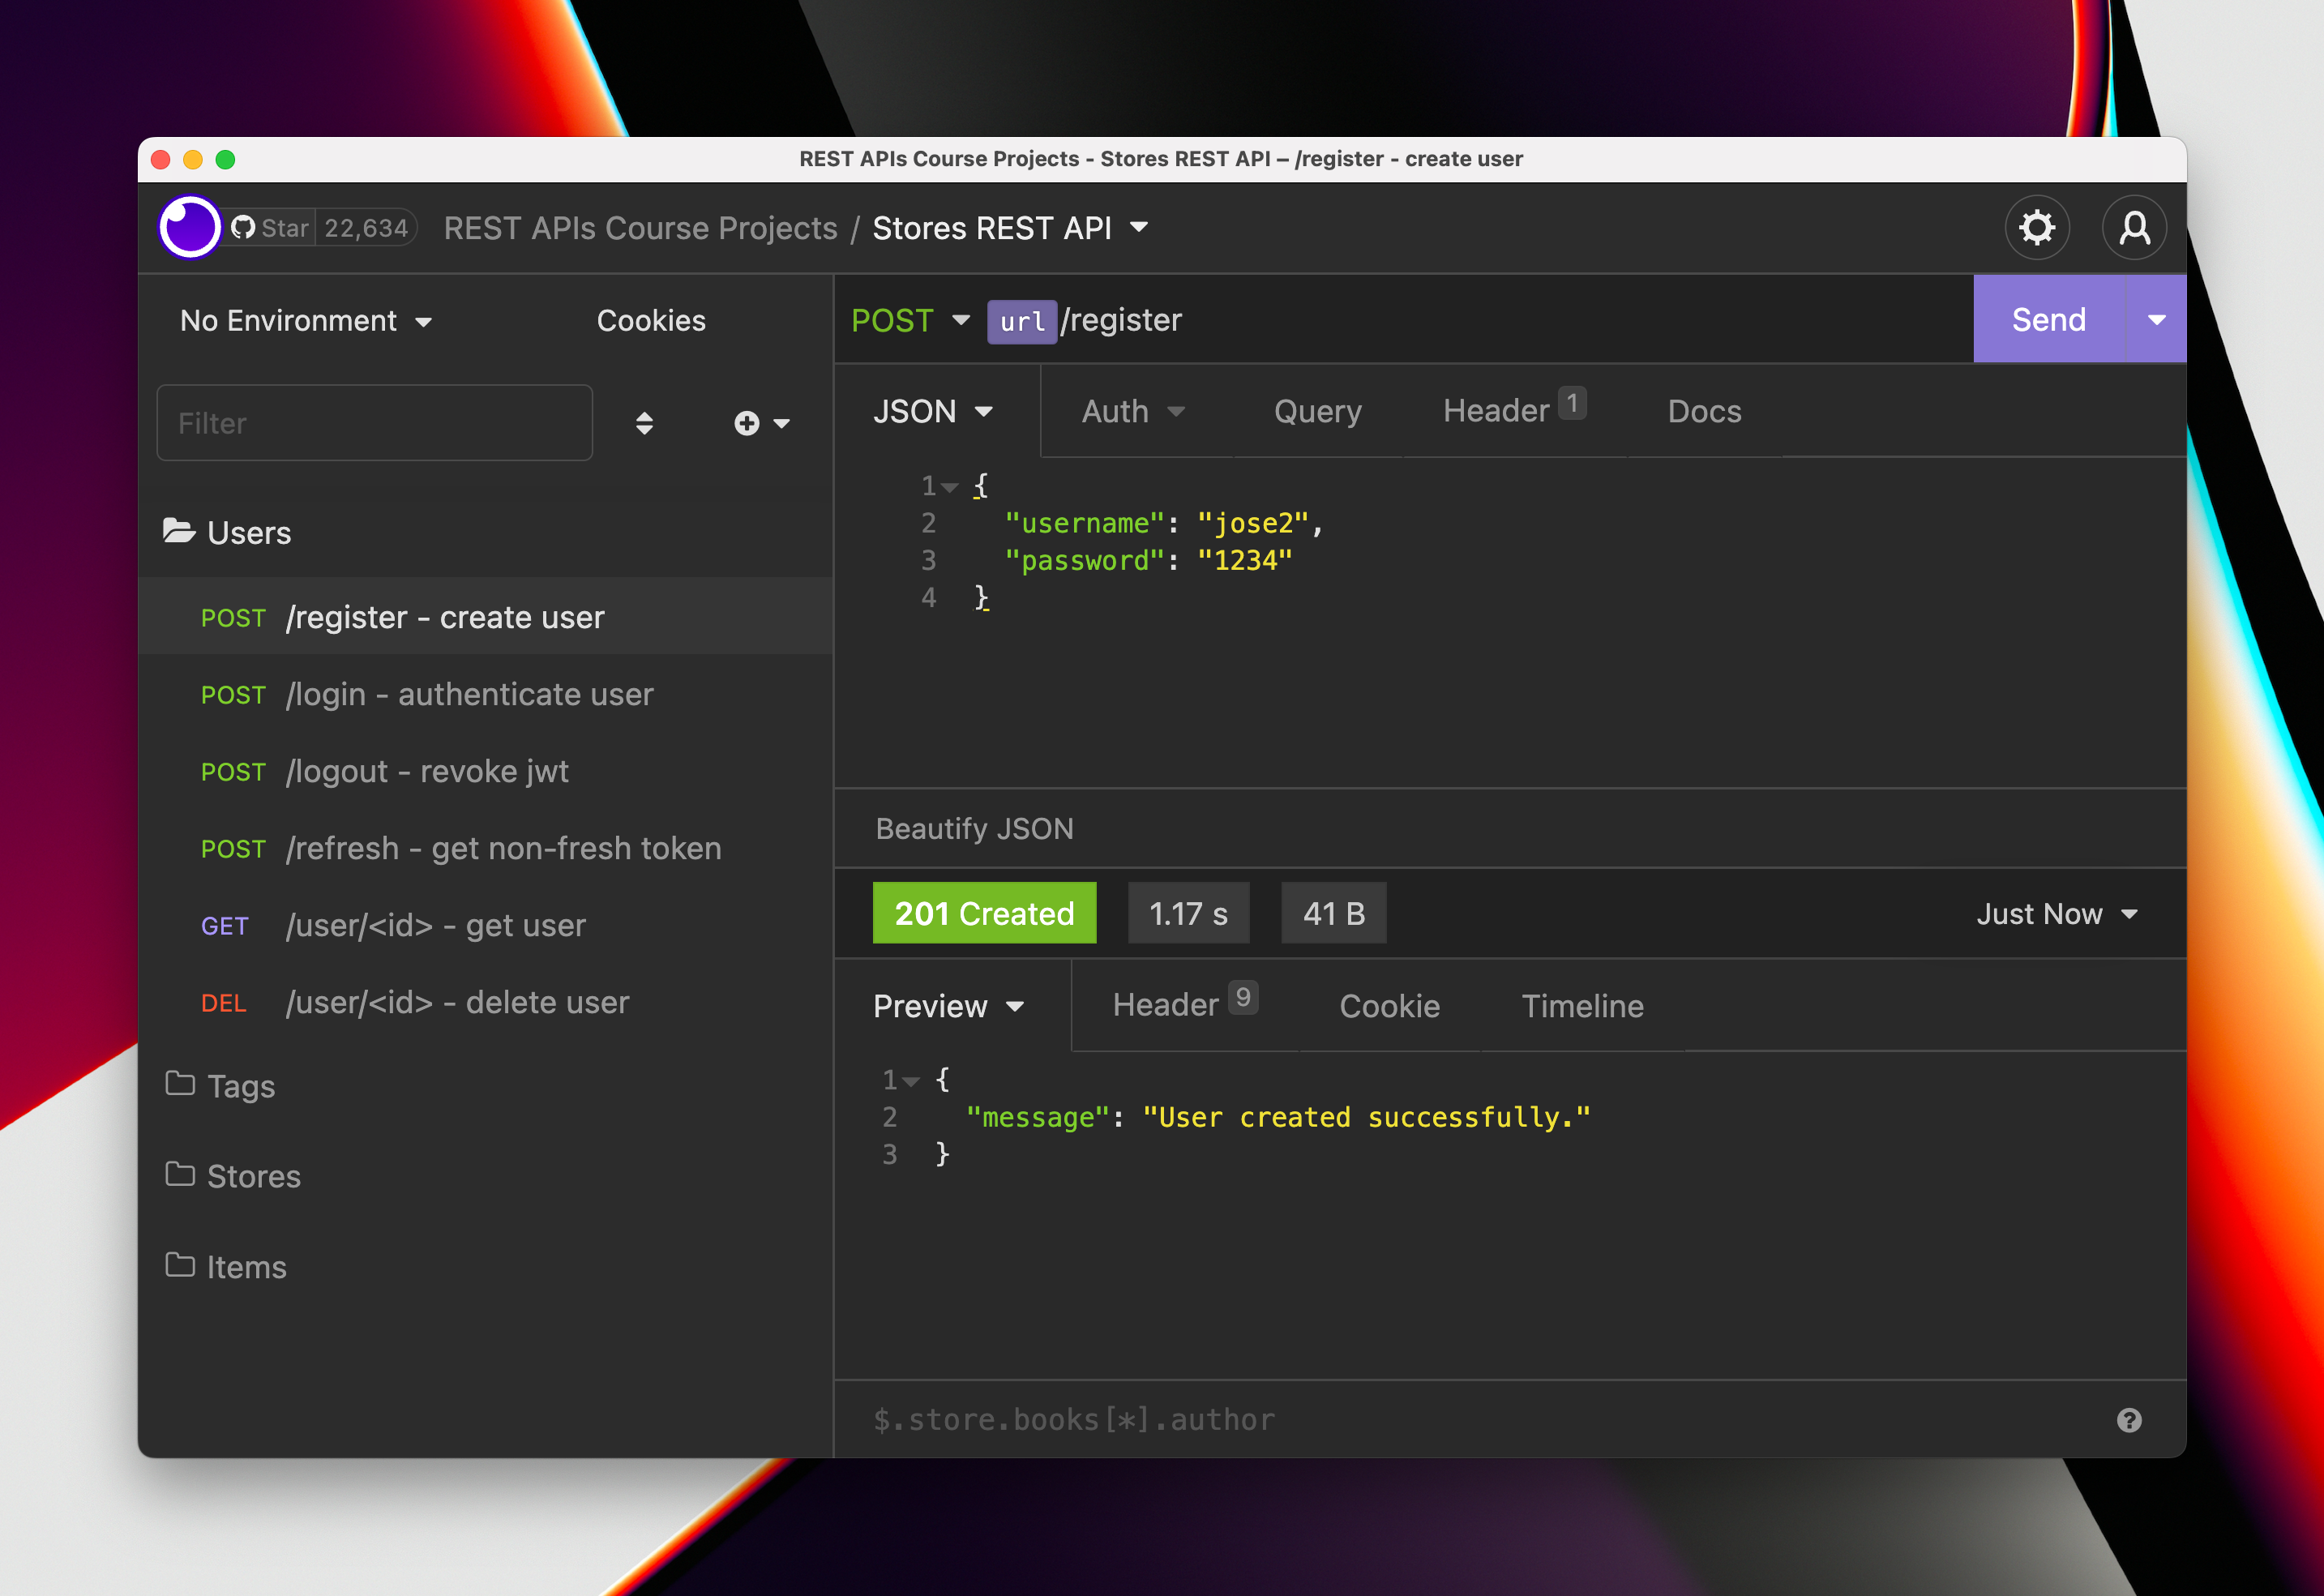 REST APIs Course Projects - Stores REST API – /register - create user
Star 22,634 REST APIs Course Projects / Stores REST API
No Environment Cookies
Filter
Users
POST /register - create user
POST /login - authenticate user
POST /logout - revoke jwt
POST /refresh - get non-fresh token
GET /user/<id> - get user
DEL /user/<id> - delete user
Tags
Stores
Items
POST url/register Send
JSON Auth Query Header 1 Docs
1 {
2 "username": "jose2",
3 "password": "1234"
4 }
Beautify JSON
201 Created 1.17 s 41 B Just Now
Preview Header 9 Cookie Timeline
1 {
2 "message": "User created successfully."
3 }
$.store.books[*].author